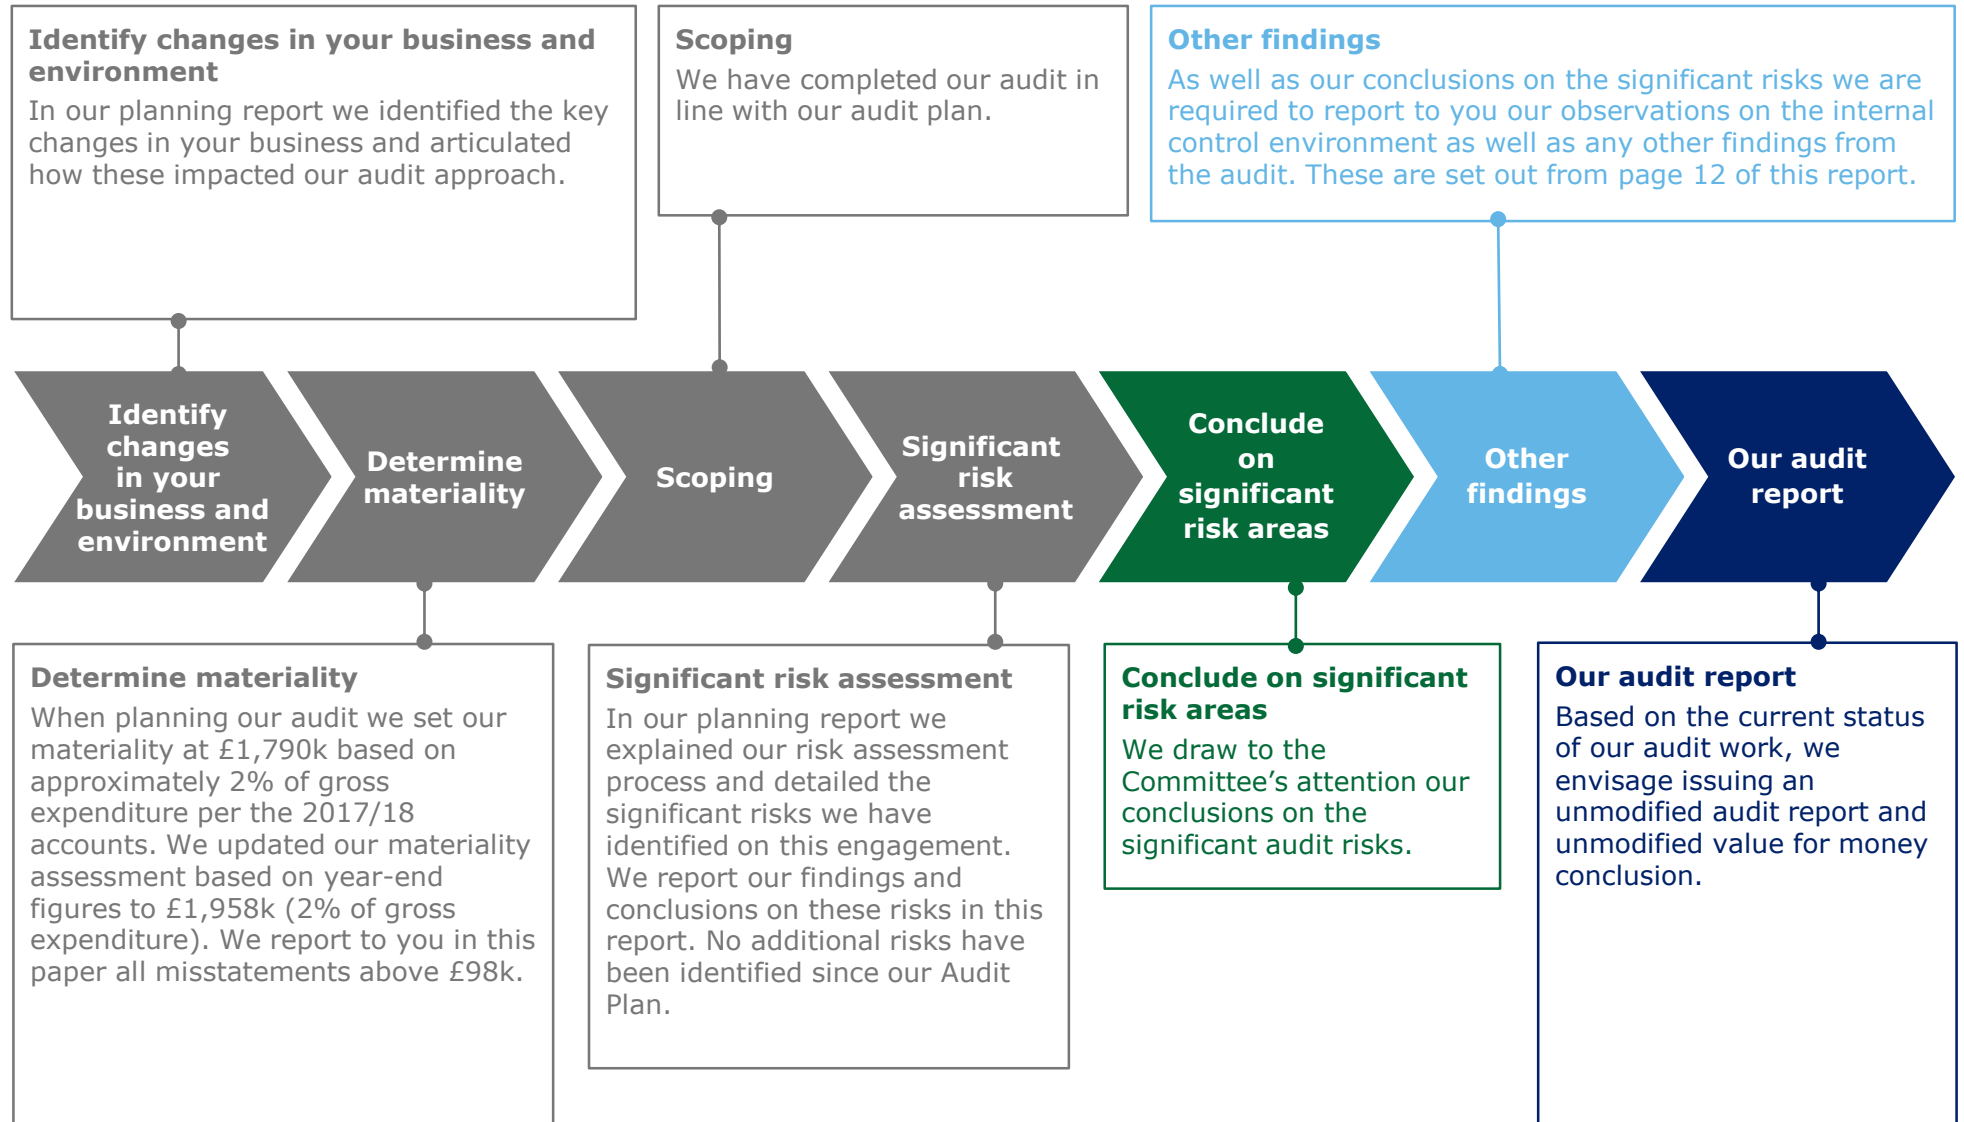 Identify changes in your business and
environment
In our planning report we identified the key
changes in your business and articulated
how these impacted our audit approach.
Scoping
We have completed our audit in
line with our audit plan.
Other findings
As well as our conclusions on the significant risks we are
required to report to you our observations on the internal
control environment as well as any other findings from
the audit. These are set out from page 12 of this report.
Identify
changes
in your
business and
environment
Determine
materiality
Scoping
Significant
risk
assessment
Conclude
on
significant
risk areas
Other
findings
Our audit
report
Determine materiality
When planning our audit we set our
materiality at £1,790k based on
approximately 2% of gross
expenditure per the 2017/18
accounts. We updated our materiality
assessment based on year-end
figures to £1,958k (2% of gross
expenditure). We report to you in this
paper all misstatements above £98k.
Significant risk assessment
In our planning report we
explained our risk assessment
process and detailed the
significant risks we have
identified on this engagement.
We report our findings and
conclusions on these risks in this
report. No additional risks have
been identified since our Audit
Plan.
Conclude on significant
risk areas
We draw to the
Committee’s attention our
conclusions on the
significant audit risks.
Our audit report
Based on the current status
of our audit work, we
envisage issuing an
unmodified audit report and
unmodified value for money
conclusion.